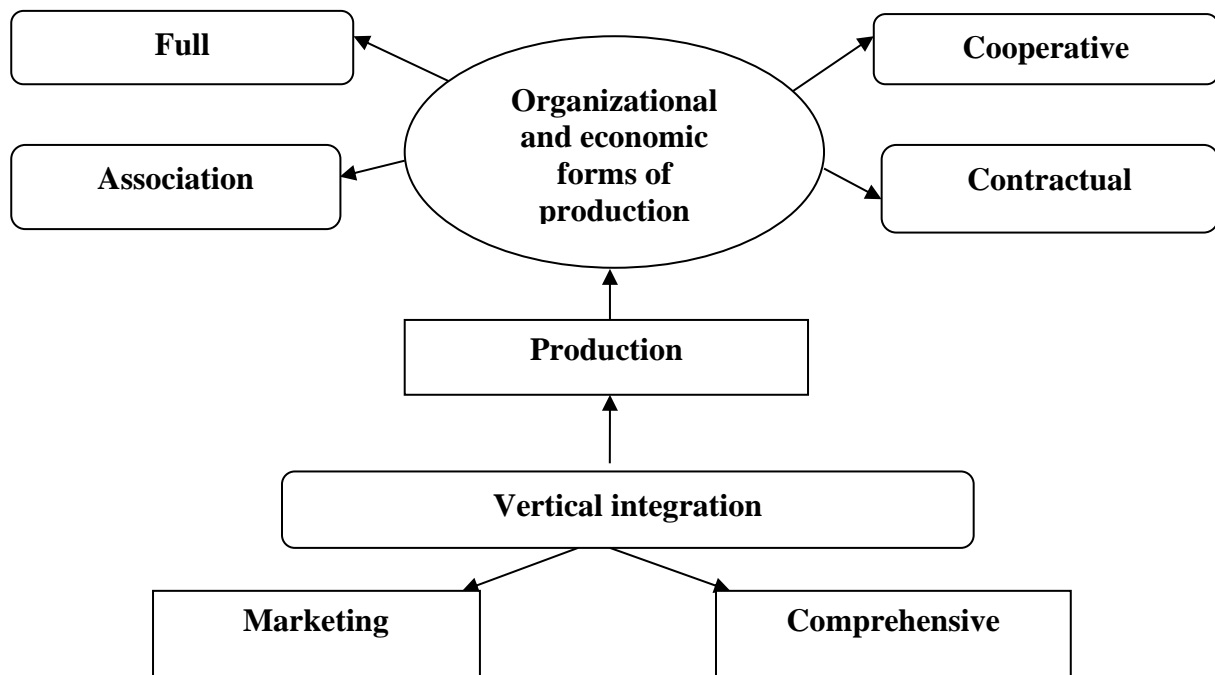 Full
Cooperative
Organizational
and economic
forms of
production
Association
Contractual
Production
Vertical integration
Marketing
Comprehensive